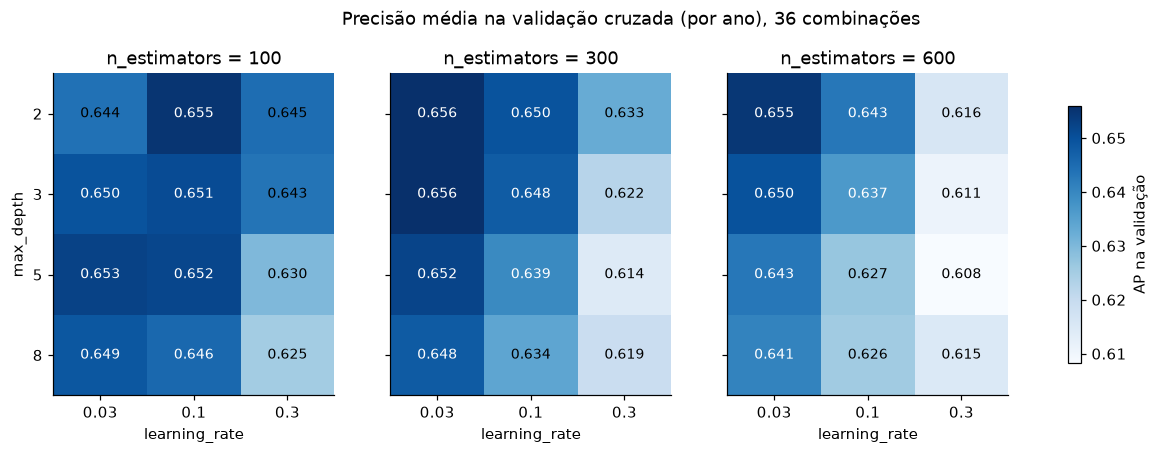 Precisão média na validação cruzada (por ano), 36 combinações
n_estimators = 100
n_estimators = 300
n_estimators = 600
max_depth
2
0.644 0.655 0.645
0.656 0.650 0.633
0.655 0.643 0.616
3
0.650 0.651 0.643
0.656 0.648 0.622
0.650 0.637 0.611
5
0.653 0.652 0.630
0.652 0.639 0.614
0.643 0.627 0.608
8
0.649 0.646 0.625
0.648 0.634 0.619
0.641 0.626 0.615
0.03 0.1 0.3
0.03 0.1 0.3
0.03 0.1 0.3
learning_rate
learning_rate
learning_rate
0.65
0.64
0.63
0.62
0.61
AP na validação